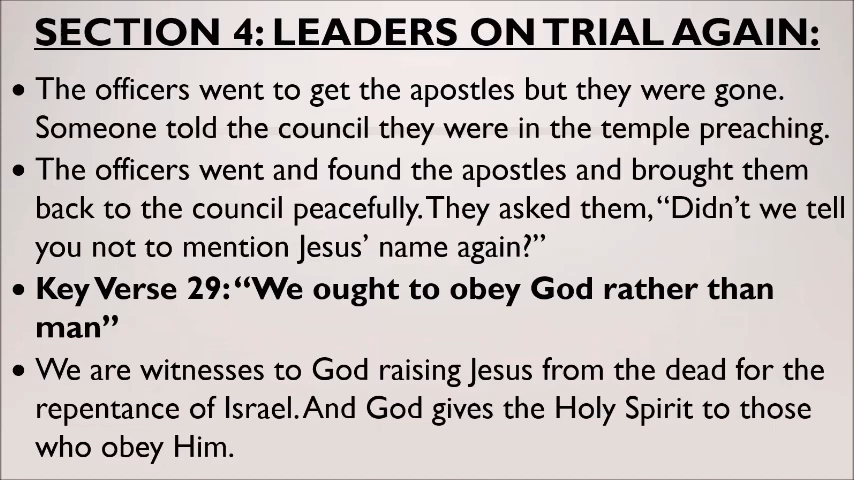 SECTION 4: LEADERS ON TRIAL AGAIN:
• The officers went to get the apostles but they were gone.
Someone told the council they were in the temple preaching.
• The officers went and found the apostles and brought them
back to the council peacefully. They asked them, “Didn’t we tell
you not to mention Jesus’ name again?”
• Key Verse 29: “We ought to obey God rather than
man”
• We are witnesses to God raising Jesus from the dead for the
repentance of Israel. And God gives the Holy Spirit to those
who obey Him.